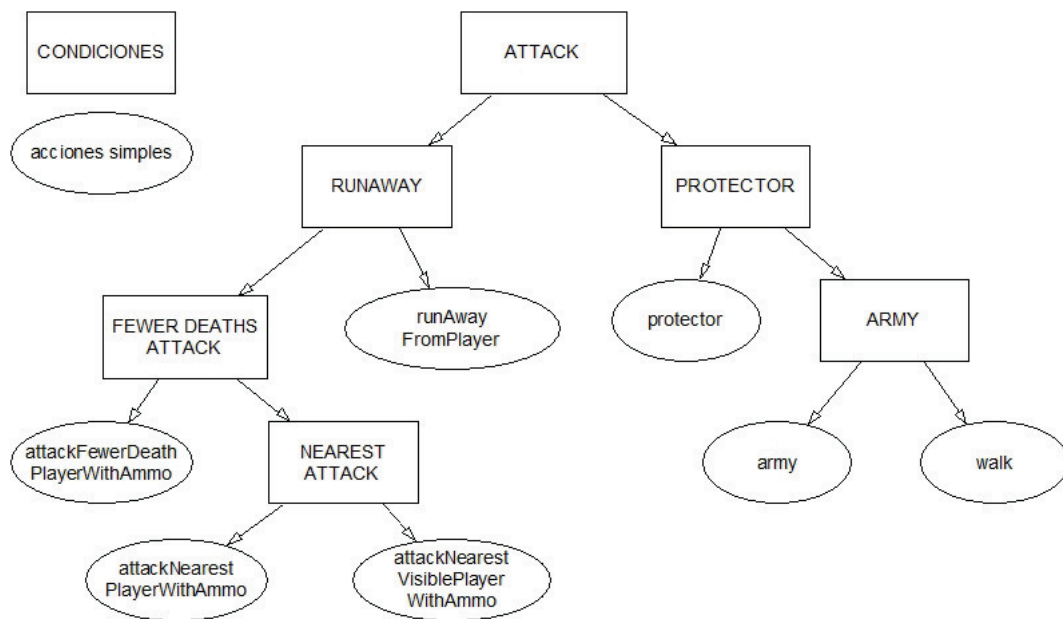 CONDICIONES
ATTACK
acciones simples
RUNAWAY
PROTECTOR
FEWER DEATHS
ATTACK
runAway
FromPlayer
protector
ARMY
attackFewerDeath
PlayerWithAmmo
NEAREST
ATTACK
army
walk
attackNearest
PlayerWithAmmo
attackNearest
VisiblePlayer
WithAmmo